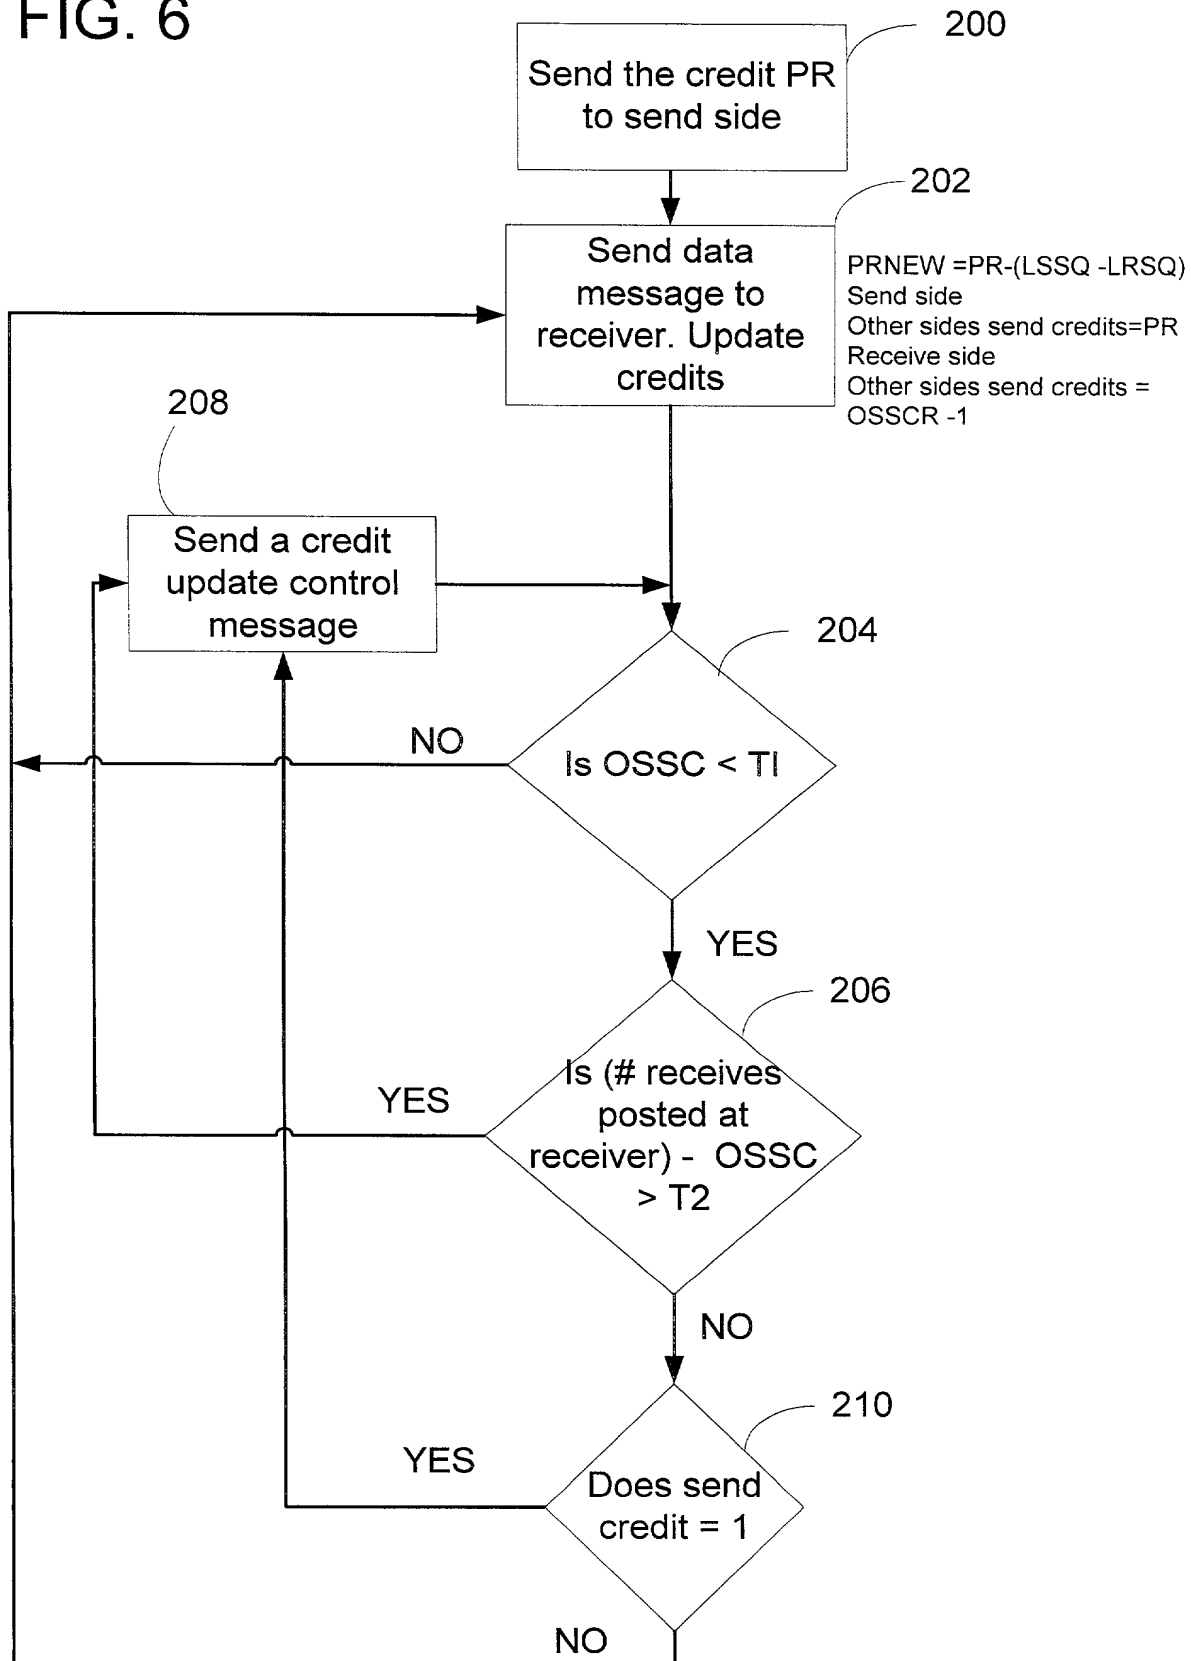 FIG. 6
200
Send the credit PR
to send side
202
Send data
message to
receiver. Update
credits
PRNEW =PR-(LSSQ -LRSQ)
Send side
Other sides send credits=PR
Receive side
Other sides send credits =
OSSCR -1
208
Send a credit
update control
message
204
NO
Is OSSC < TI
YES
206
Is (# receives
posted at
receiver) - OSSC
> T2
YES
NO
210
YES
Does send
credit = 1
NO